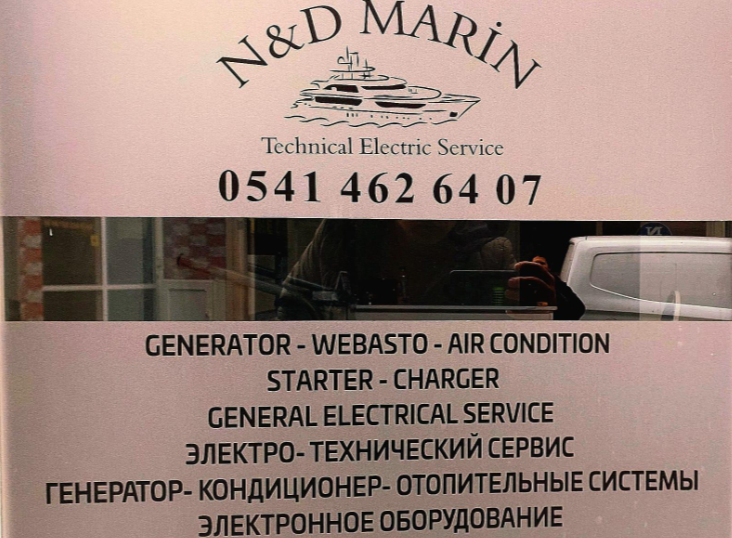 N&D MARİN
Technical Electric Service
0541 462 64 07
GENERATOR - WEBASTO - AIR CONDITION
STARTER - CHARGER
GENERAL ELECTRICAL SERVICE
ЭЛЕКТРО- ТЕХНИЧЕСКИЙ СЕРВИС
ГЕНЕРАТОР- КОНДИЦИОНЕР- ОТОПИТЕЛЬНЫЕ СИСТЕМЫ
ЭЛЕКТРОННОЕ ОБОРУДОВАНИЕ